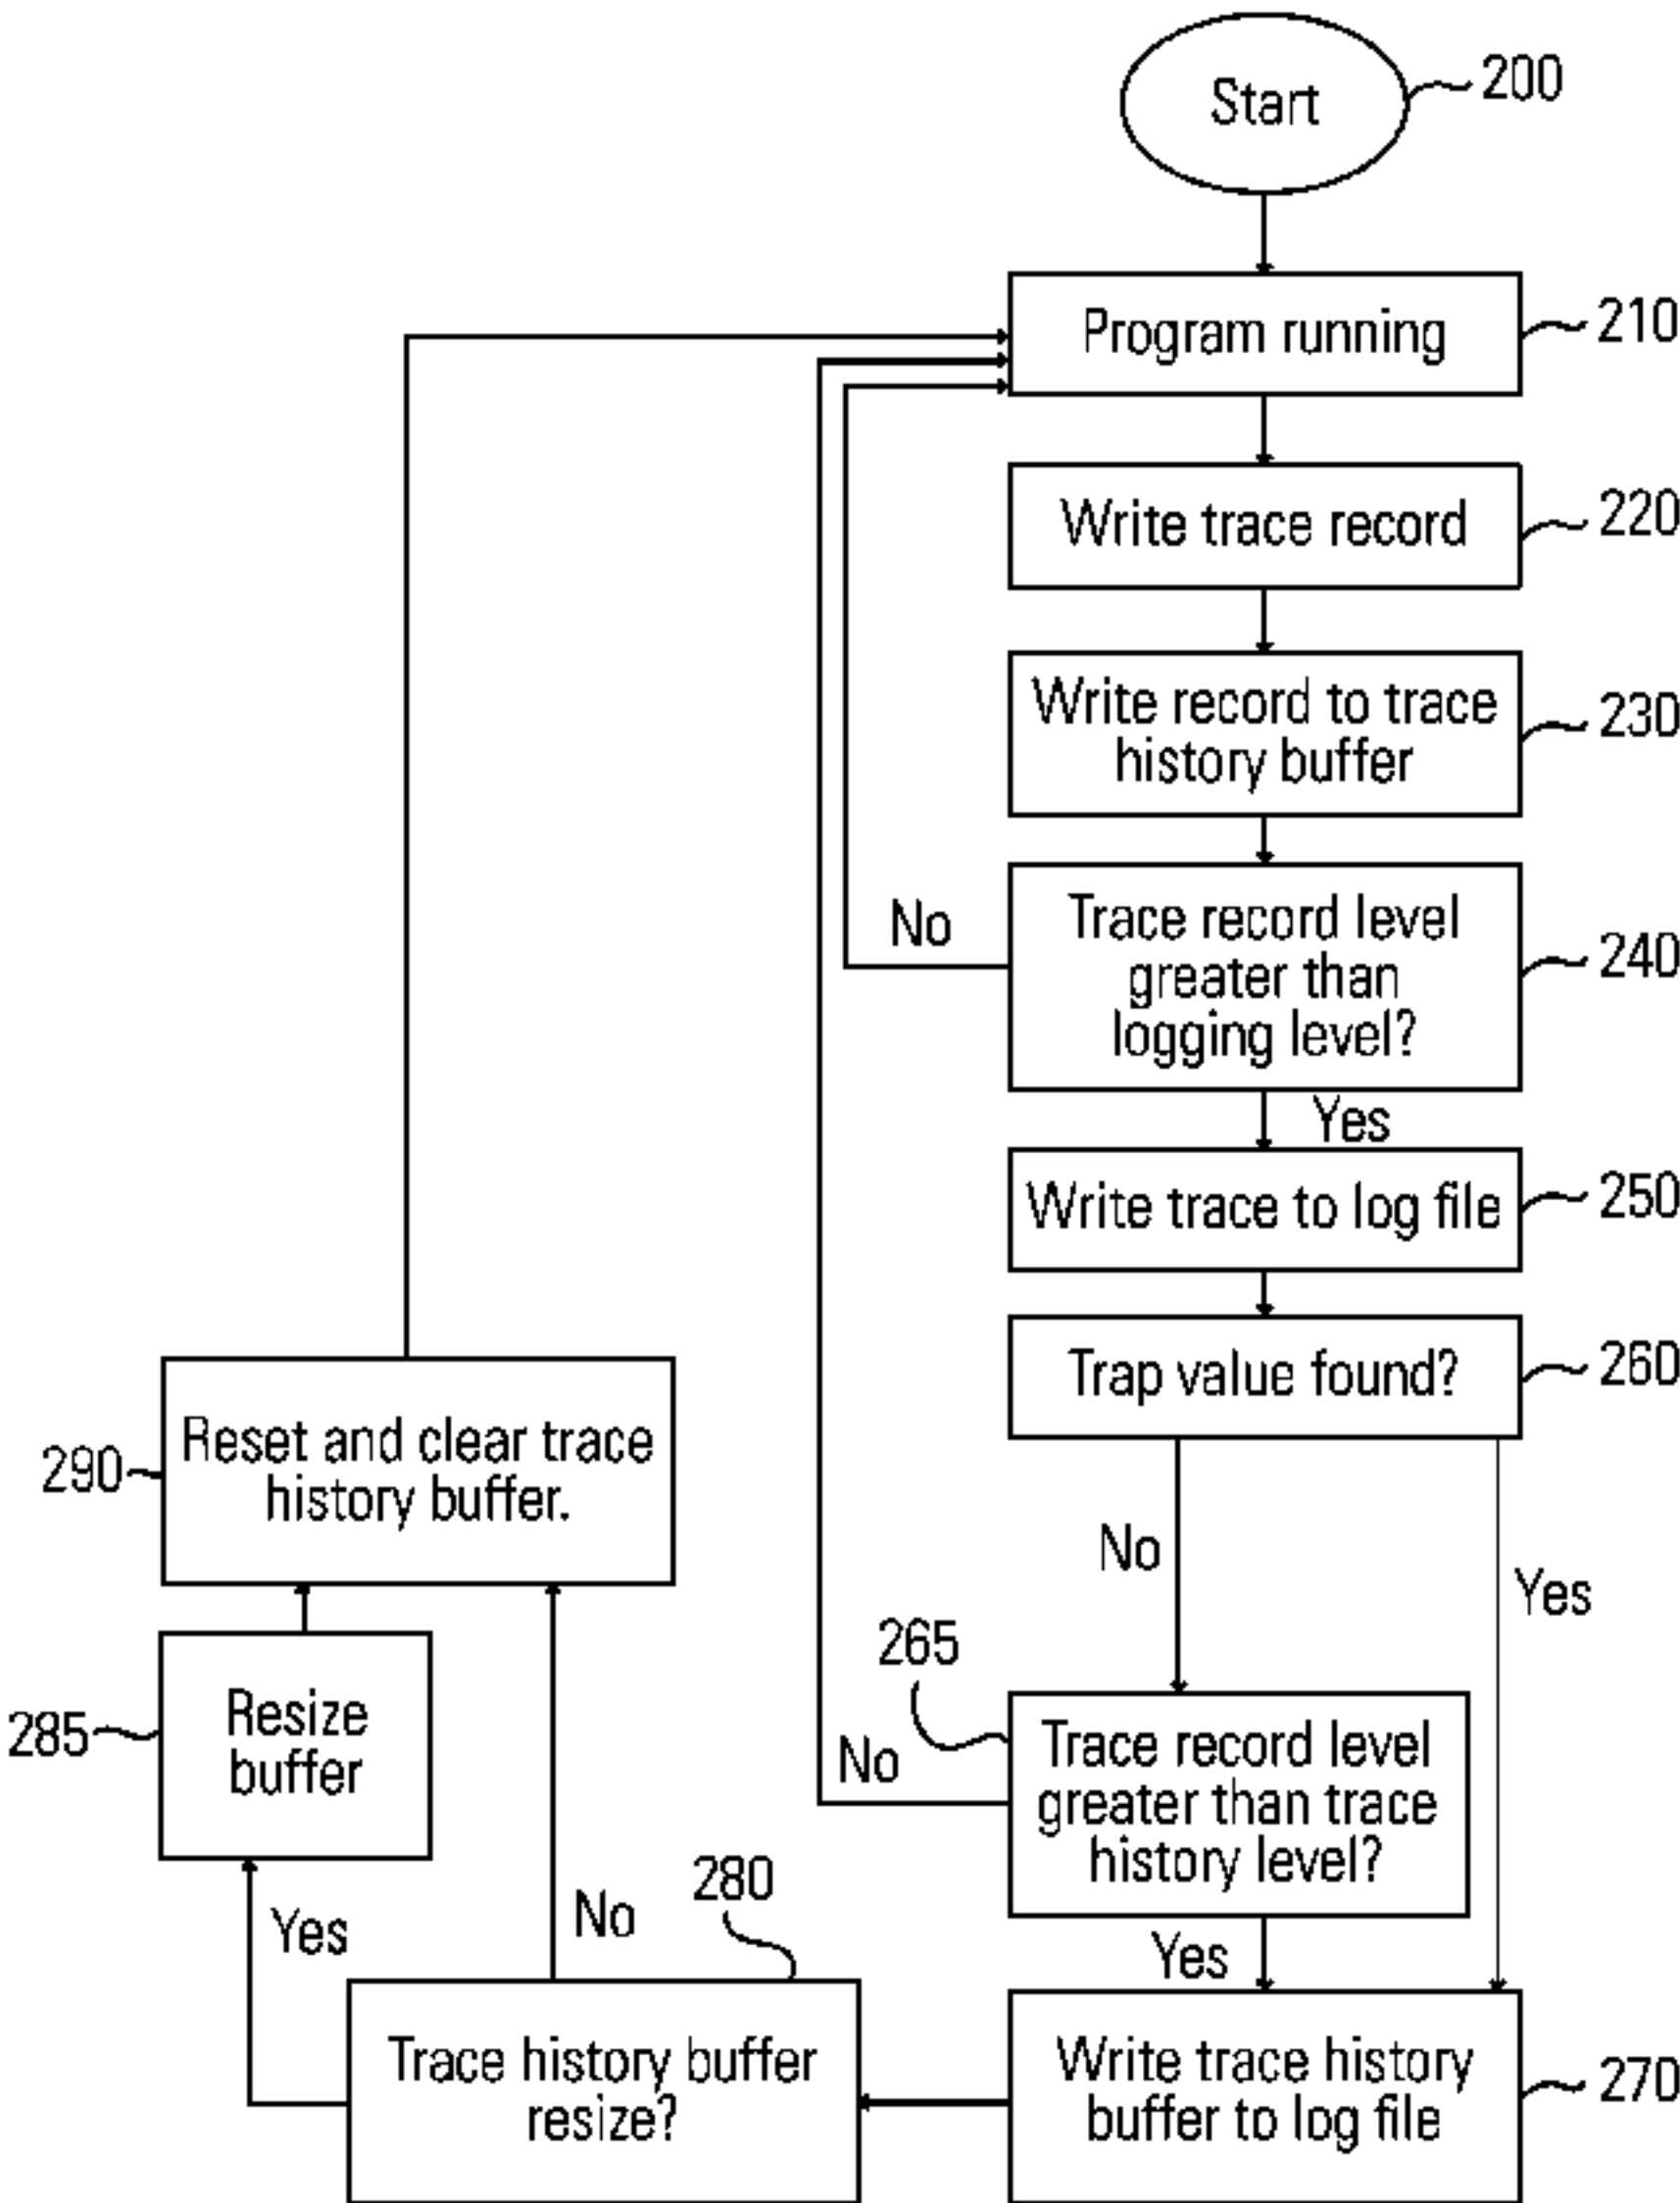 Start
200
Program running
210
Write trace record
220
Write record to trace
history buffer
230
Trace record level
greater than
logging level?
240
No
Yes
Write trace to log file
250
Trap value found?
260
Reset and clear trace
history buffer.
290
No
Yes
265
Trace record level
greater than trace
history level?
No
Resize
buffer
285
Yes
No
280
Yes
Trace history buffer
resize?
Write trace history
buffer to log file
270